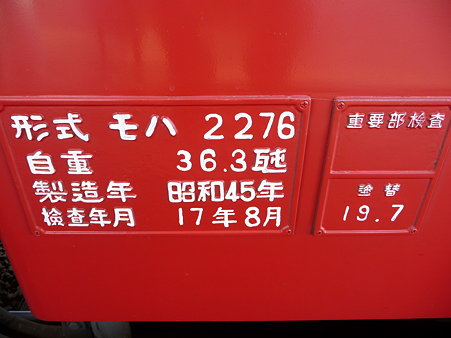 形式 モハ 2276
自重 36.3瓲
製造年 昭和45年
検査年月 17年8月
重要部検査
塗替
19.7